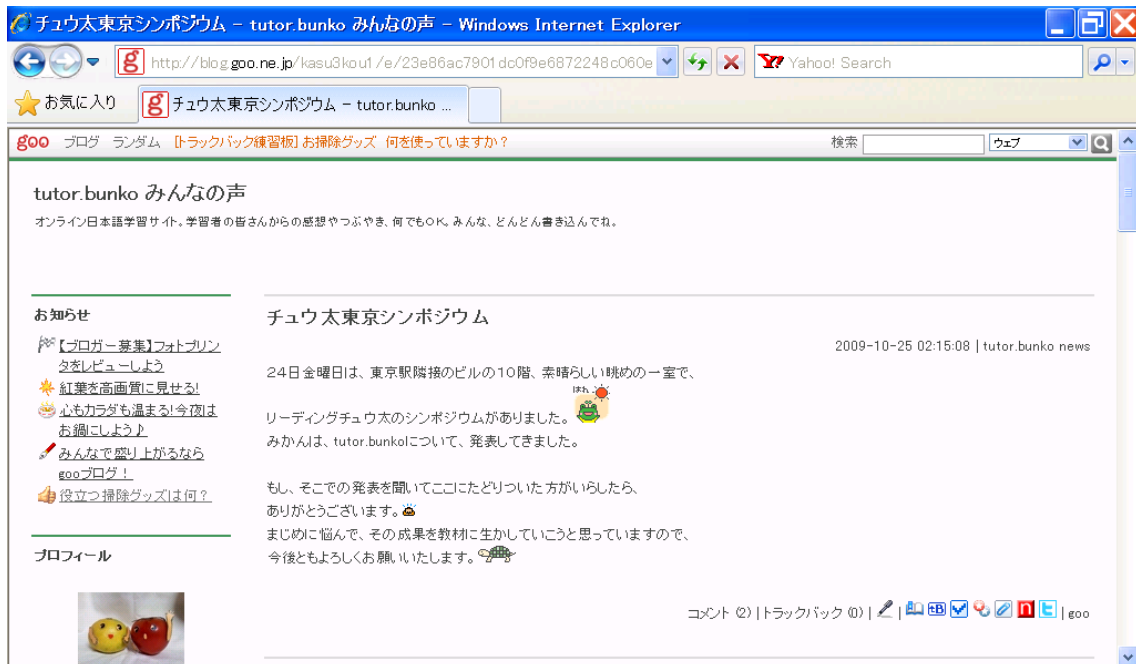 チュウ太東京シンポジウム - tutor.bunko みんなの声 - Windows Internet Explorer
http://blog.goo.ne.jp/kasu3kou1/e/23e86ac7901dc0f9e6872248c060e
Yahoo! Search
お気に入り
チュウ太東京シンポジウム - tutor.bunko ...
goo ブログ ランダム [トラックバック練習板] お掃除グッズ 何を使っていますか？
検索 ウェブ
tutor.bunko みんなの声
オンライン日本語学習サイト。学習者の皆さんからの感想やつぶやき、何でもOK。みんな、どんどん書き込んでね。
お知らせ
【ブロガー募集】フォトプリン
タをレビューしよう
紅葉を高画質に見せる!
心もカラダも温まる!今夜は
お鍋にしよう♪
みんなで盛り上がるなら
gooブログ！
役立つ掃除グッズは何？
プロフィール
チュウ太東京シンポジウム
2009-10-25 02:15:08 | tutor.bunko news
24日金曜日は、東京駅隣接のビルの10階、素晴らしい眺めの一室で、
はれ
リーディングチュウ太のシンポジウムがありました。
みかんは、tutor.bunkoについて、発表してきました。
もし、そこでの発表を聞いてここにたどりついた方がいらしたら、
ありがとうございます。
まじめに悩んで、その成果を教材に生かしていこうと思っていますので、
今後ともよろしくお願いいたします。
コメント (2) | トラックバック (0) | | goo